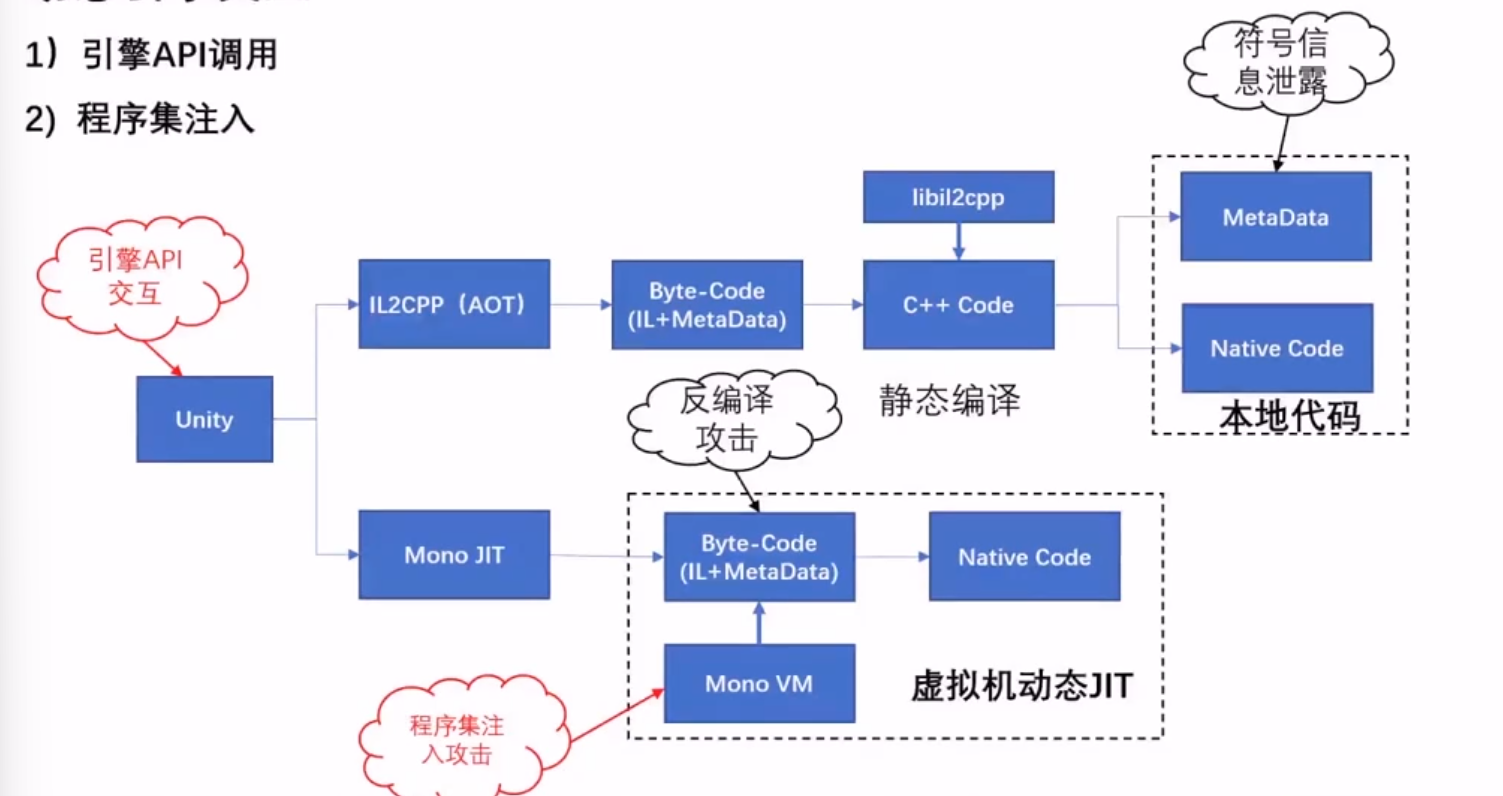 1）引擎API调用
2) 程序集注入
符号信
息泄露
libil2cpp
MetaData
引擎API
交互
IL2CPP（AOT）
Byte-Code
(IL+MetaData)
C++ Code
Native Code
本地代码
Unity
反编译
攻击
静态编译
Mono JIT
Byte-Code
(IL+MetaData)
Native Code
Mono VM
虚拟机动态JIT
程序集注
入攻击